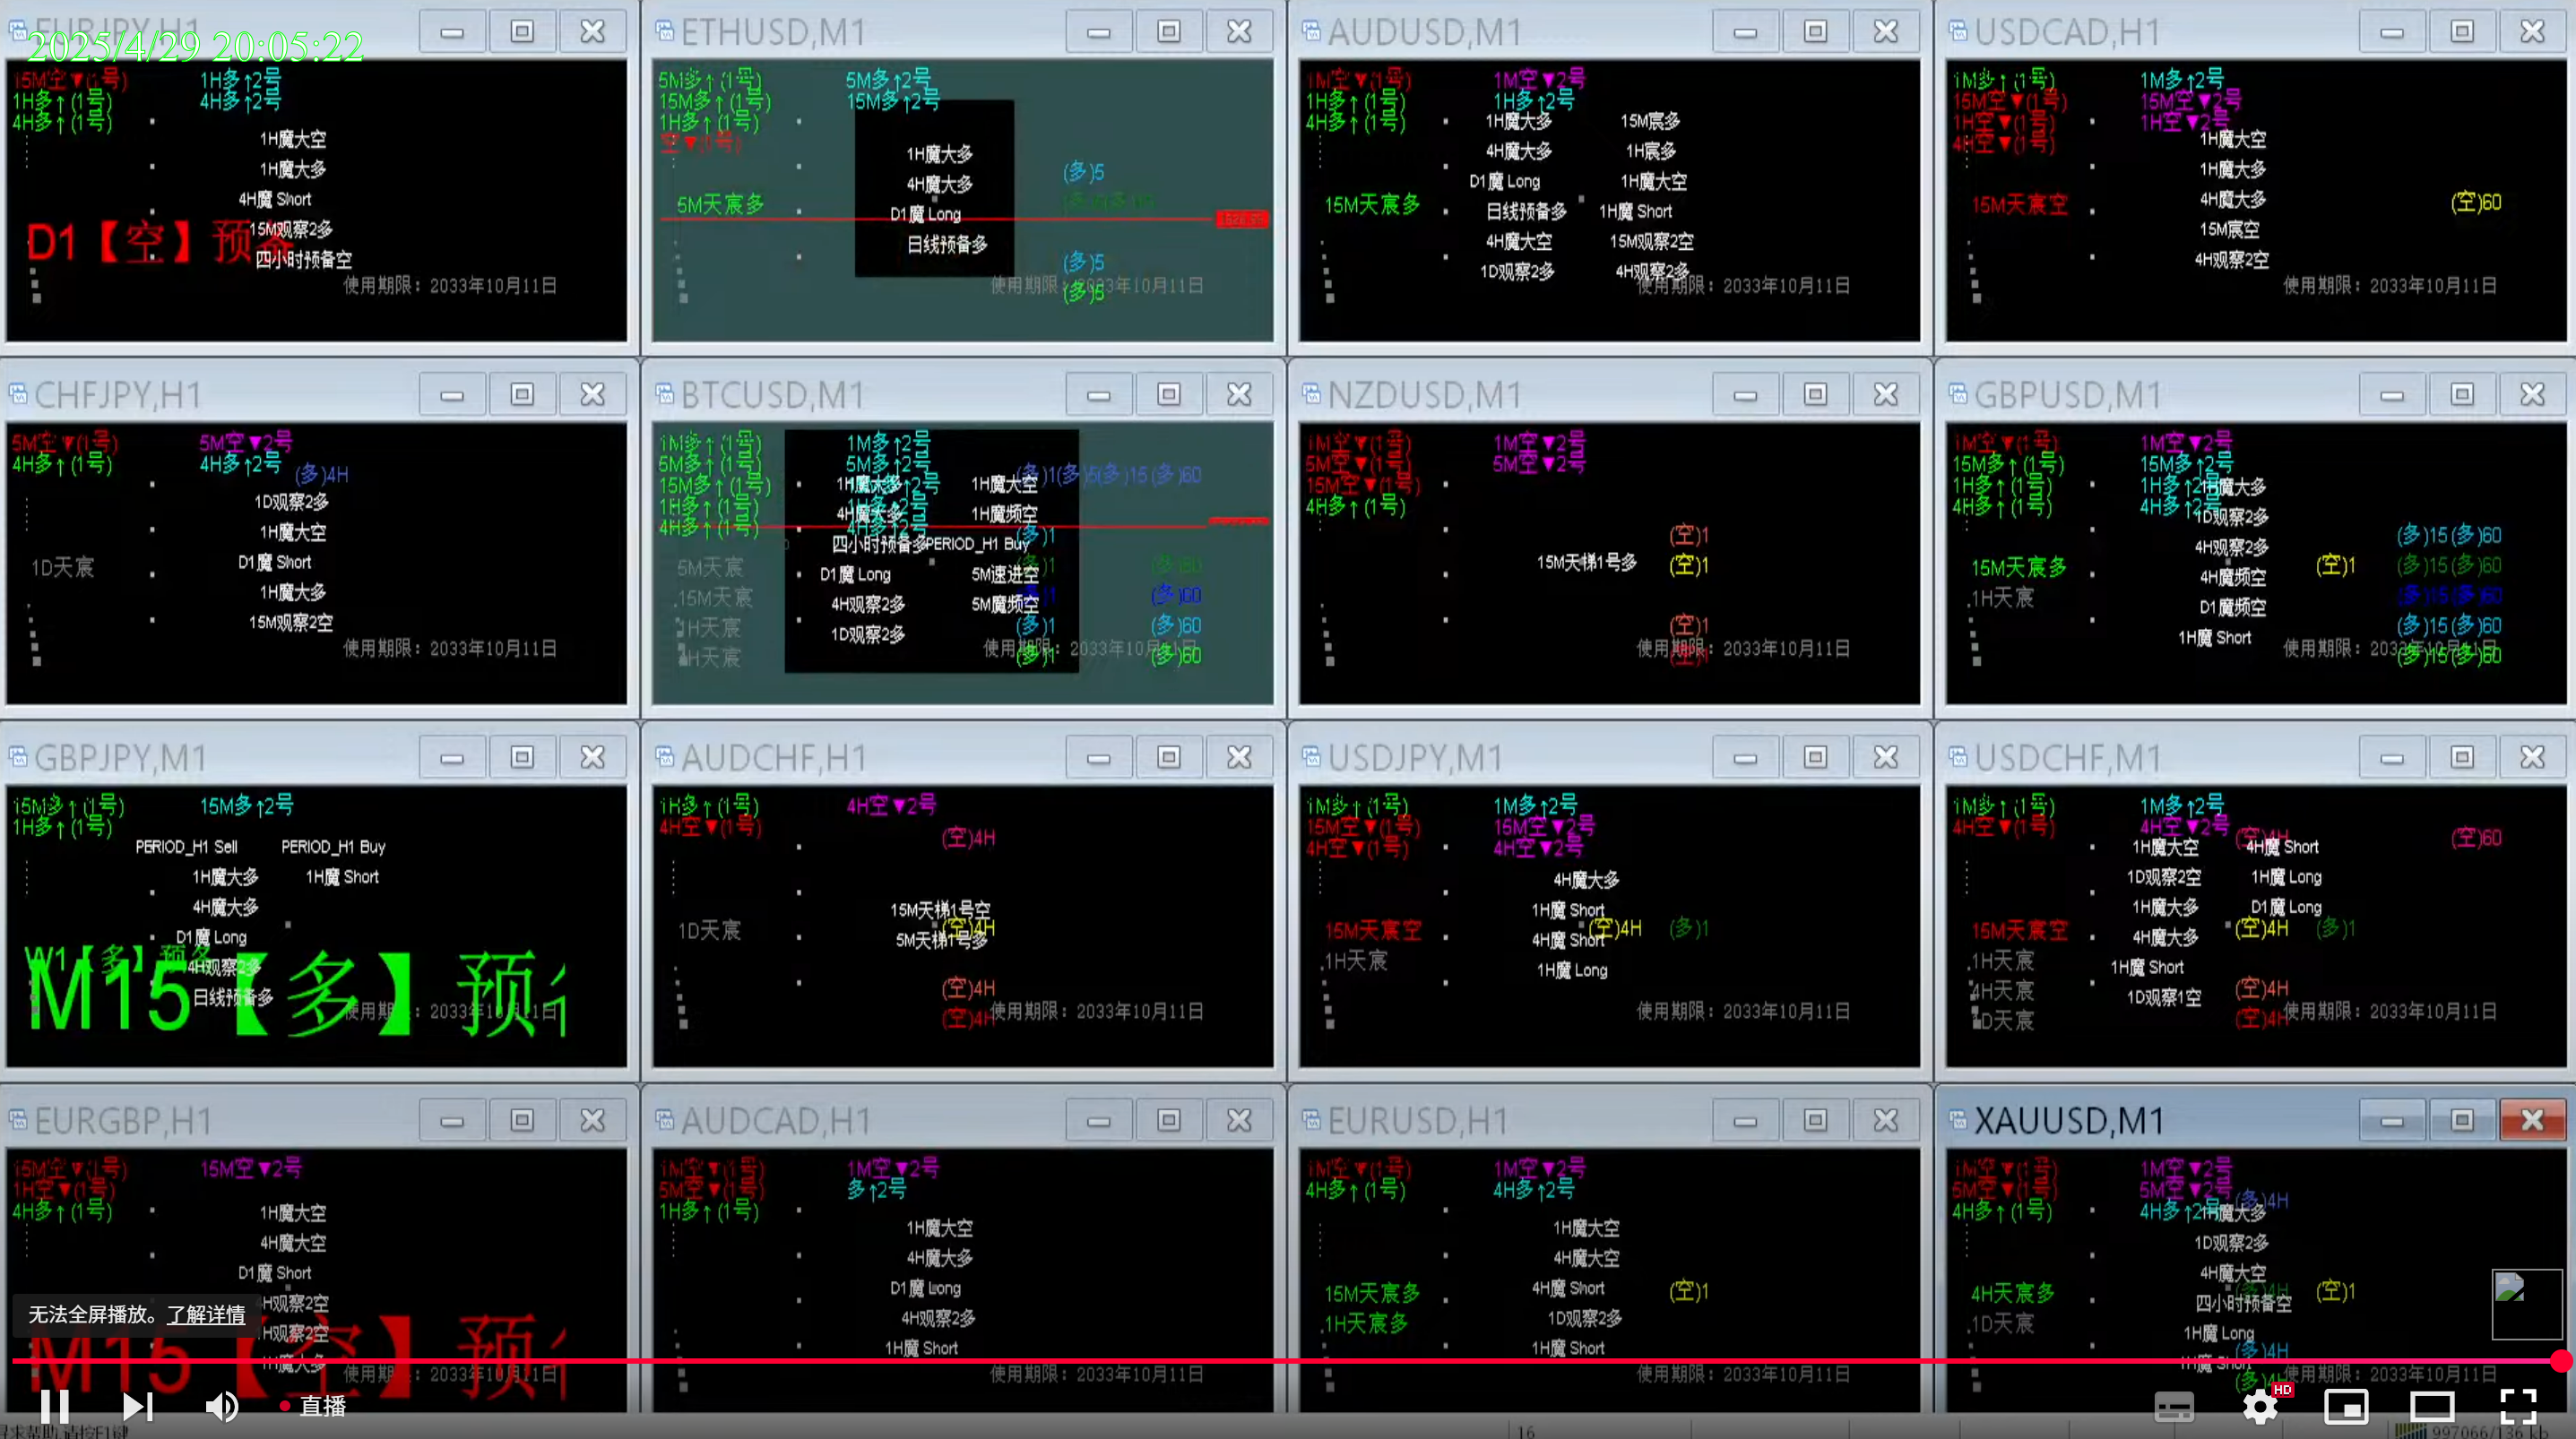 EURJPY,H1
2025/4/29 20:05:22
15M空▼(1号) 1H多↑2号
1H多↑(1号) 4H多↑2号
4H多↑(1号)
1H魔大空
1H魔大多
4H魔 Short
15M观察2多
D1【空】预备
四小时预备空
使用期限：2033年10月11日
ETHUSD,M1
5M多↑(1号) 5M多↑2号
15M多↑(1号) 15M多↑2号
1H多↑(1号)
空▼(1号)
1H魔大多
(多)5
4H魔大多
5M天宸多
D1魔 Long
日线预备多
(多)5
使用期限：2033年10月11日
(多)5
AUDUSD,M1
1M空▼(1号) 1M空▼2号
1H多↑(1号) 1H多↑2号
4H多↑(1号) 1H魔大多 15M宸多
4H魔大多 1H宸多
D1魔 Long 1H魔大空
15M天宸多 日线预备多 1H魔 Short
4H魔大空 15M观察2空
1D观察2多 4H观察2多
使用期限：2033年10月11日
USDCAD,H1
1M多↑(1号) 1M多↑2号
15M空▼(1号) 15M空▼2号
1H空▼(1号) 1H空▼2号
4H空▼(1号) 1H魔大空
1H魔大多
15M天宸空 4H魔大多 (空)60
15M宸空
4H观察2空
使用期限：2033年10月11日
CHFJPY,H1
5M空▼(1号) 5M空▼2号
4H多↑(1号) 4H多↑2号 (多)4H
1D观察2多
1H魔大空
1D天宸 D1魔 Short
1H魔大多
15M观察2空
使用期限：2033年10月11日
BTCUSD,M1
1M多↑(1号) 1M多↑2号
5M多↑(1号) 5M多↑2号
(多)1(多)5(多)15(多)60
15M多↑(1号) 1H魔大多 1H魔大空
1H多↑(1号) 1H多↑2号
4H魔大多 1H魔频空
4H多↑(1号) 4H多↑2号
(多)1
四小时预备多 PERIOD_H1 Buy
5M天宸 D1魔 Long 5M速进空
(多)1 (多)60
15M天宸 4H观察2多 5M魔频空 (多)60
1H天宸 1D观察2多 (多)1 (多)60
使用期限：2033年10月11日
H天宸 (多)1 (多)60
NZDUSD,M1
1M空▼(1号) 1M空▼2号
5M空▼(1号) 5M空▼2号
15M空▼(1号)
4H多↑(1号)
(空)1
15M天梯1号多 (空)1
(空)1
使用期限：2033年10月11日
GBPUSD,M1
1M空▼(1号) 1M空▼2号
15M多↑(1号) 15M多↑2号
1H多↑(1号) 1H多↑2号 1H魔大多
4H多↑(1号) 4H多↑2号
1D观察2多
4H观察2多 (多)15(多)60
15M天宸多 4H魔频空 (空)1 (多)15(多)60
1H天宸 D1魔频空 (多)15(多)60
1H魔 Short (多)15(多)60
使用期限：2033年10月11日
(多)15(多)60
GBPJPY,M1
15M多↑(1号) 15M多↑2号
1H多↑(1号)
PERIOD_H1 Sell PERIOD_H1 Buy
1H魔大多 1H魔 Short
4H魔大多
D1魔 Long
W1【多】预备
4H观察2多
M15【多】预
日线预备多
使用期限：2033年10月11日
AUDCHF,H1
1H多↑(1号) 4H空▼2号
4H空▼(1号)
(空)4H
15M天梯1号空
1D天宸 (空)4H
5M天梯1号多
(空)4H
(空)4H
使用期限：2033年10月11日
USDJPY,M1
1M多↑(1号) 1M多↑2号
15M空▼(1号) 15M空▼2号
4H空▼(1号) 4H空▼2号
4H魔大多
1H魔 Short
15M天宸空 (空)4H (多)1
4H魔 Short
1H天宸 1H魔 Long
使用期限：2033年10月11日
USDCHF,M1
1M多↑(1号) 1M多↑2号
4H空▼(1号) 4H空▼2号
(空)4H (空)60
1H魔大空 4H魔 Short
1D观察2空 1H魔 Long
1H魔大多 D1魔 Long
15M天宸空 4H魔大多 (空)4H (多)1
1H天宸 1H魔 Short
4H天宸 1D观察1空 (空)4H
D天宸 (空)4H
使用期限：2033年10月11日
EURGBP,H1
15M空▼(1号) 15M空▼2号
1H空▼(1号)
4H多↑(1号) 1H魔大空
4H魔大空
D1魔 Short
H观察2空
无法全屏播放。了解详情
H观察2空
M15【空】预
1H魔大多
使用期限：2033年10月11日
AUDCAD,H1
1M空▼(1号) 1M空▼2号
5M空▼(1号) 多↑2号
1H多↑(1号)
1H魔大空
4H魔大多
D1魔 Long
4H观察2多
1H魔 Short
使用期限：2033年10月11日
EURUSD,H1
1M空▼(1号) 1M空▼2号
4H多↑(1号) 4H多↑2号
1H魔大空
4H魔大空
15M天宸多 4H魔 Short (空)1
1H天宸多 1D观察2多
1H魔 Short
使用期限：2033年10月11日
XAUUSD,M1
1M空▼(1号) 1M空▼2号
5M空▼(1号) 5M空▼2号
(多)4H
4H多↑(1号) 4H多↑2号 1H魔大多
1D观察2多
4H魔大空
4H天宸多 (空)1
四小时预备空
1D天宸 1H魔 Long
(多)4H
1H魔 Short
使用期限：2033年10月11日
直播
HD
16
997066/136 kb